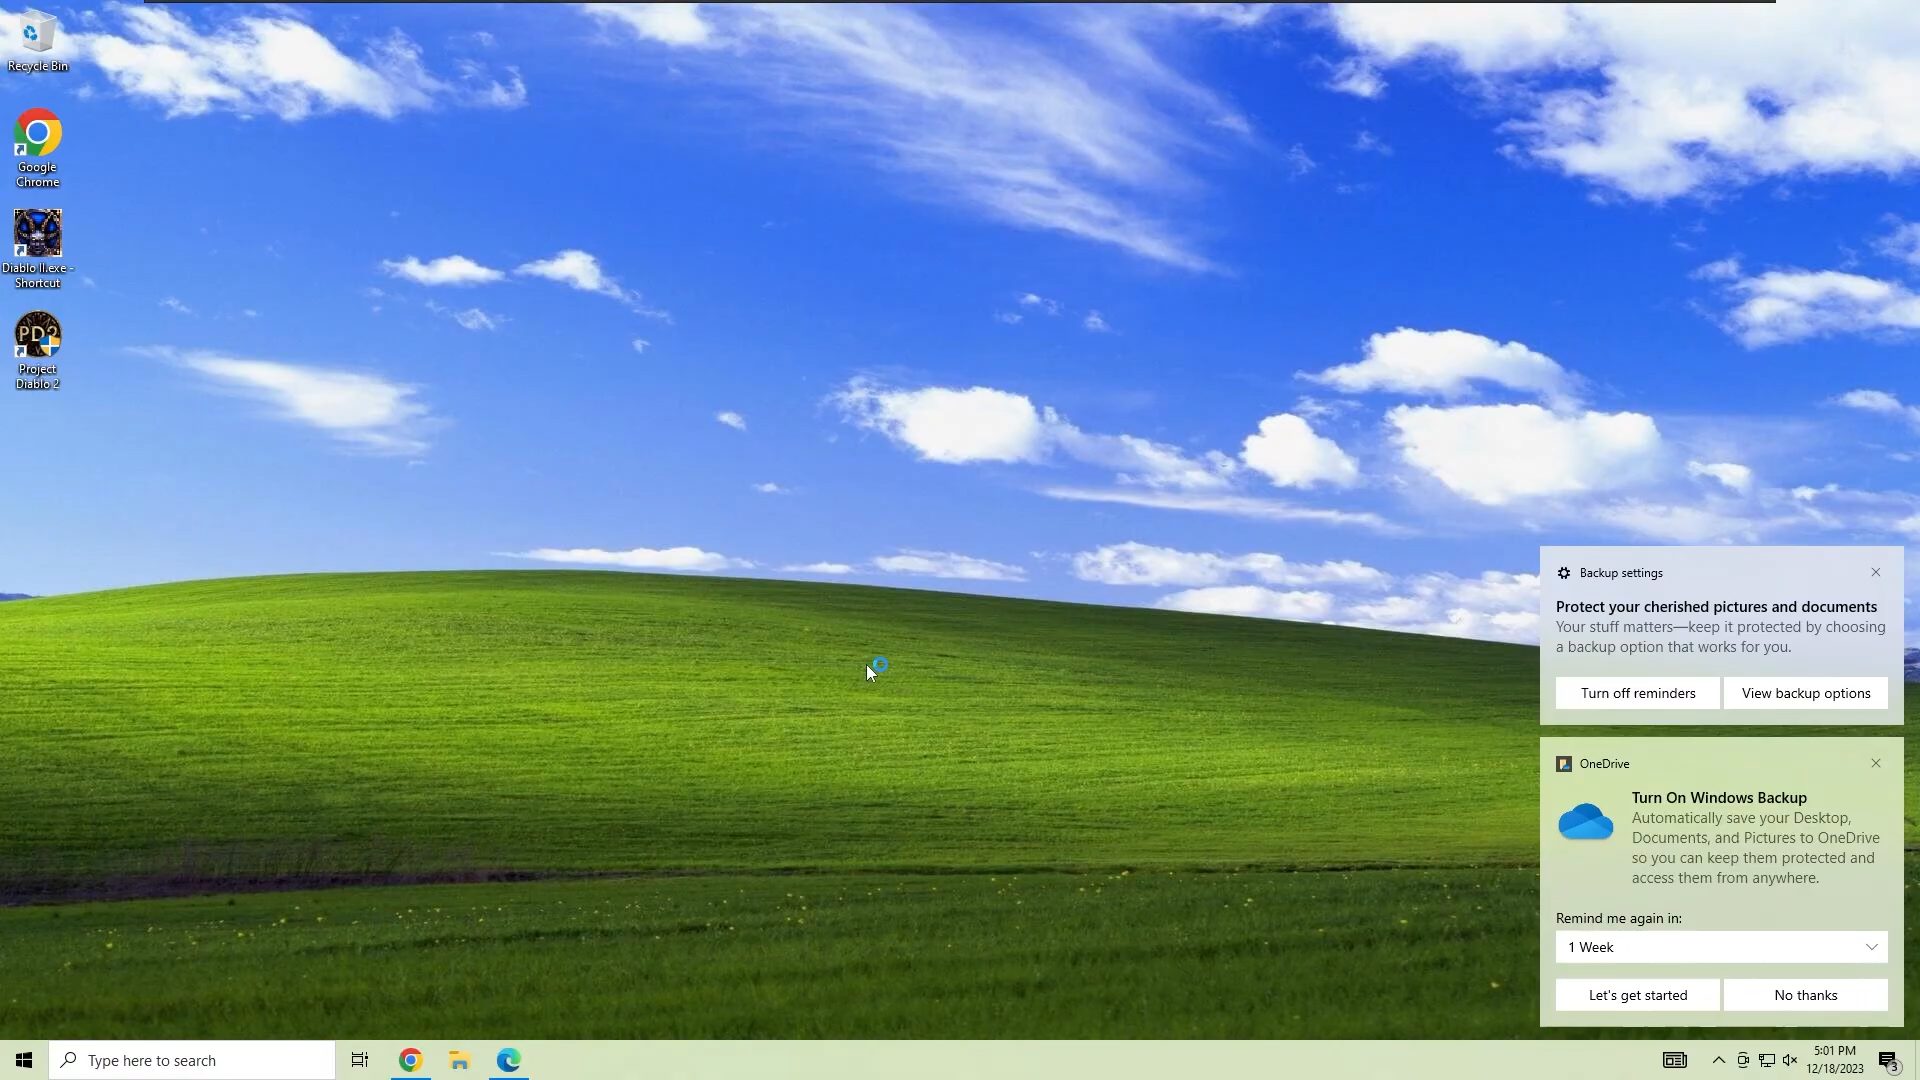 Recycle Bin
Google
Chrome
Diablo II.exe -
Shortcut
PD2
Project
Diablo 2
Backup settings
Protect your cherished pictures and documents
Your stuff matters—keep it protected by choosing
a backup option that works for you.
Turn off reminders
View backup options
OneDrive
Turn On Windows Backup
Automatically save your Desktop,
Documents, and Pictures to OneDrive
so you can keep them protected and
access them from anywhere.
Remind me again in:
1 Week
Let's get started
No thanks
Type here to search
5:01 PM
12/18/2023
3